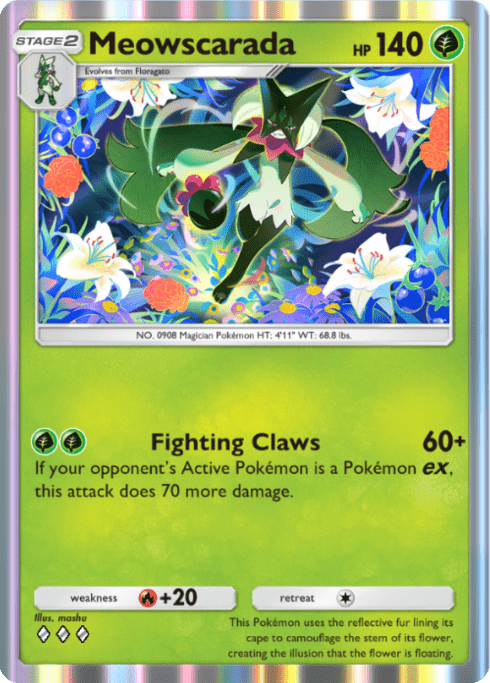 STAGE 2 Meowscarada HP 140
Evolves from Floragato
NO. 0908 Magician Pokémon HT: 4'11" WT: 68.8 lbs.
Fighting Claws 60+
If your opponent's Active Pokémon is a Pokémon ex,
this attack does 70 more damage.
weakness +20 retreat
Illus. mashu
This Pokémon uses the reflective fur lining its
cape to camouflage the stem of its flower,
creating the illusion that the flower is floating.